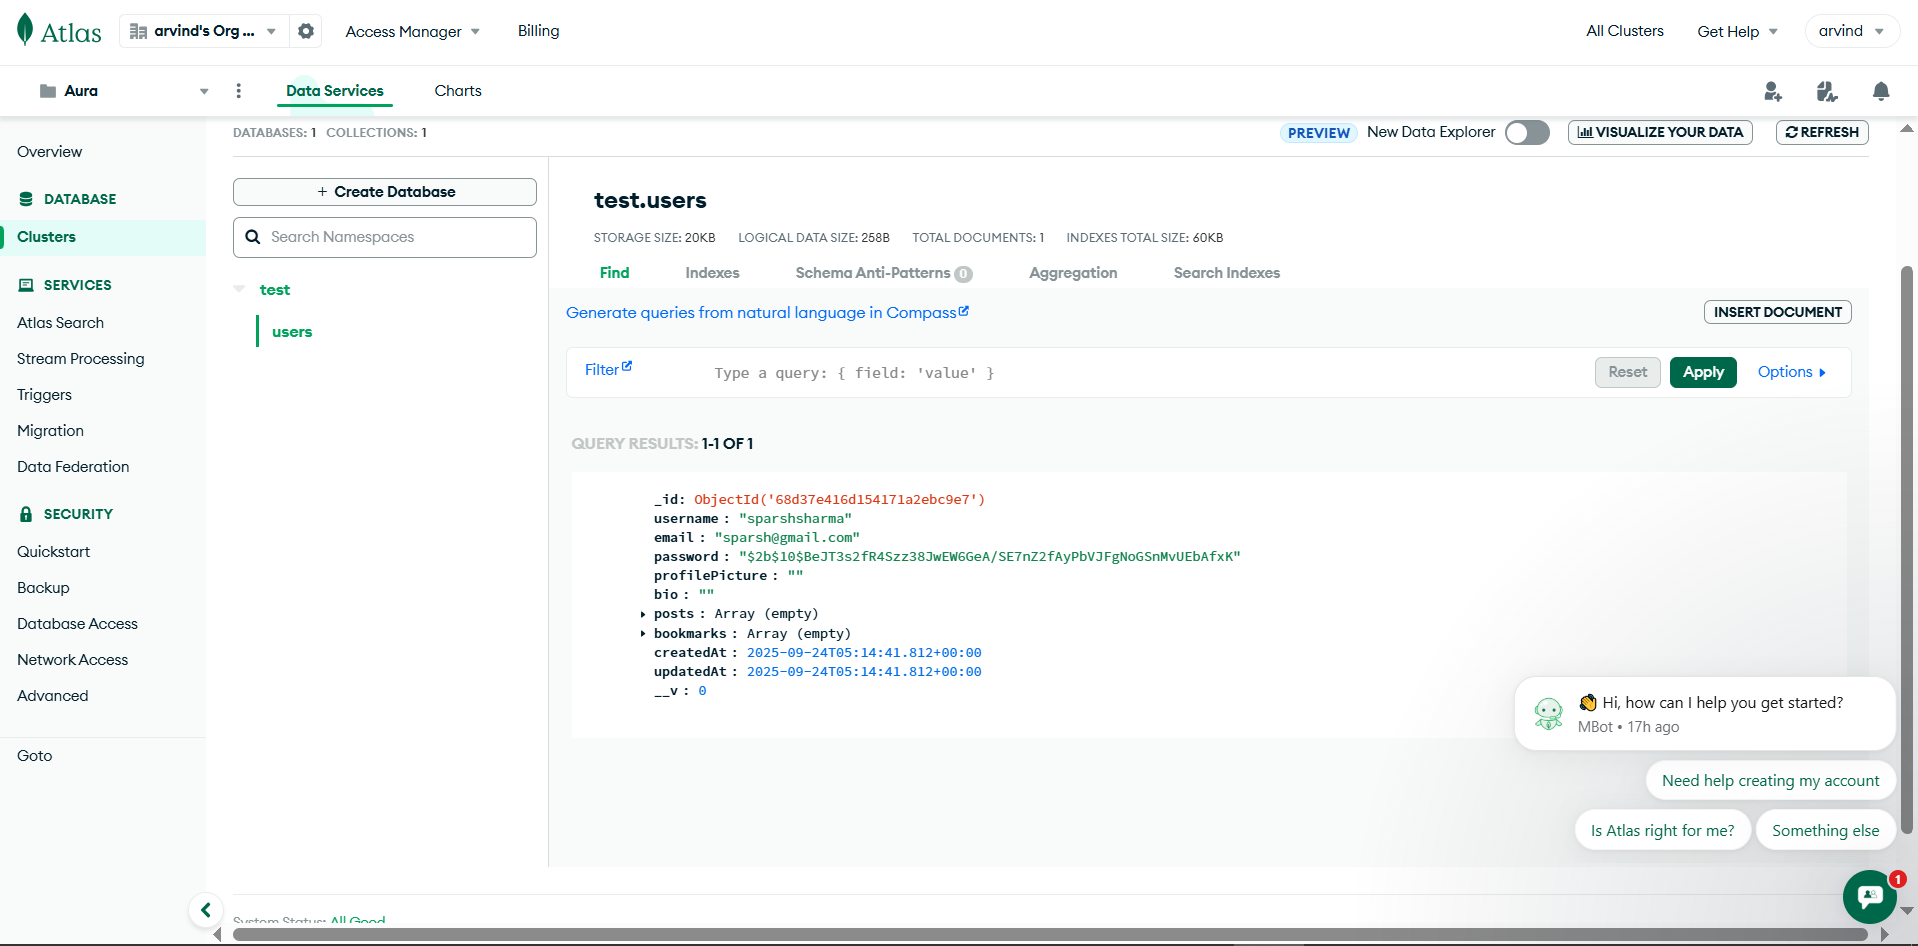 Atlas
arvind's Org ...
Access Manager
Billing
All Clusters
Get Help
arvind
Aura
Data Services
Charts
DATABASES: 1 COLLECTIONS: 1
PREVIEW New Data Explorer
VISUALIZE YOUR DATA
REFRESH
Overview
DATABASE
Clusters
SERVICES
Atlas Search
Stream Processing
Triggers
Migration
Data Federation
SECURITY
Quickstart
Backup
Database Access
Network Access
Advanced
Goto
+ Create Database
Search Namespaces
test
users
test.users
STORAGE SIZE: 20KB LOGICAL DATA SIZE: 258B TOTAL DOCUMENTS: 1 INDEXES TOTAL SIZE: 60KB
Find Indexes Schema Anti-Patterns 0 Aggregation Search Indexes
Generate queries from natural language in Compass
INSERT DOCUMENT
Filter
Type a query: { field: 'value' }
Reset
Apply
Options
QUERY RESULTS: 1-1 OF 1
_id: ObjectId('68d37e416d154171a2ebc9e7')
username : "sparshsharma"
email : "sparsh@gmail.com"
password : "$2b$10$BeJT3s2fR4Szz38JwEW6GeA/SE7nZ2fAyPbVJFgNoGSnMvUEbAfxK"
profilePicture : ""
bio : ""
posts : Array (empty)
bookmarks : Array (empty)
createdAt : 2025-09-24T05:14:41.812+00:00
updatedAt : 2025-09-24T05:14:41.812+00:00
__v : 0
👋 Hi, how can I help you get started?
MBot • 17h ago
Need help creating my account
Is Atlas right for me?
Something else
1
System Status: All Good